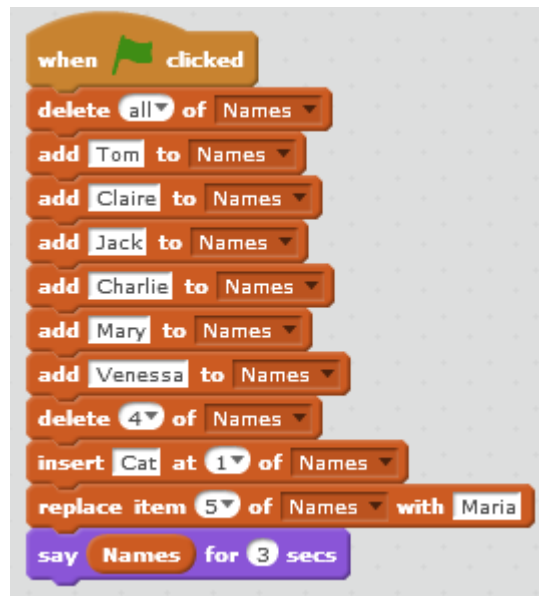 when clicked
delete all of Names
add Tom to Names
add Claire to Names
add Jack to Names
add Charlie to Names
add Mary to Names
add Venessa to Names
delete 4 of Names
insert Cat at 1 of Names
replace item 5 of Names with Maria
say Names for 3 secs